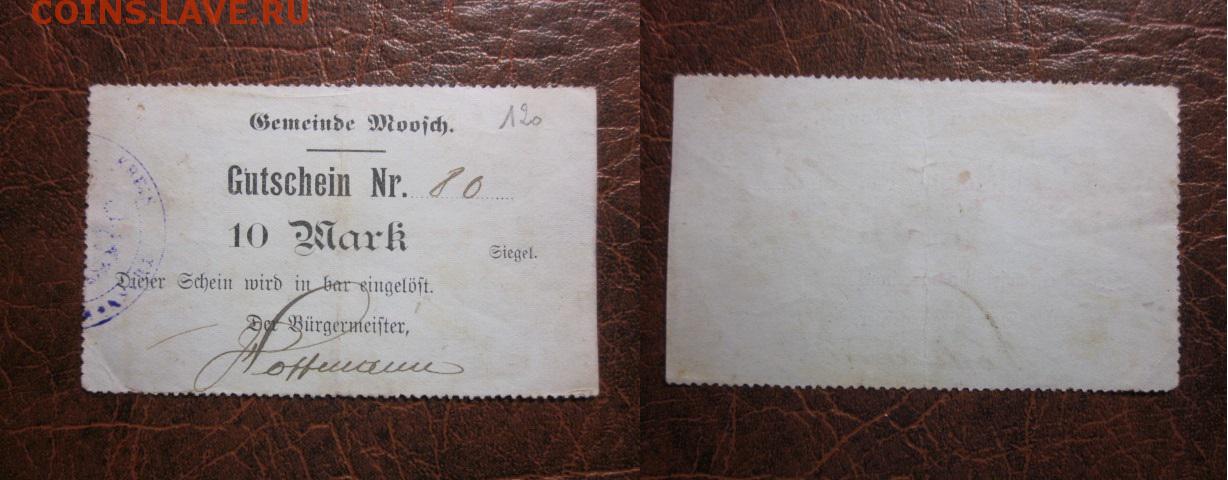 COINS.LAVE.RU
Gemeinde Moosch.
120
Gutschein Nr. 80
10 Mark
Siegel.
Dieser Schein wird in bar eingelöst.
Der Bürgermeister,